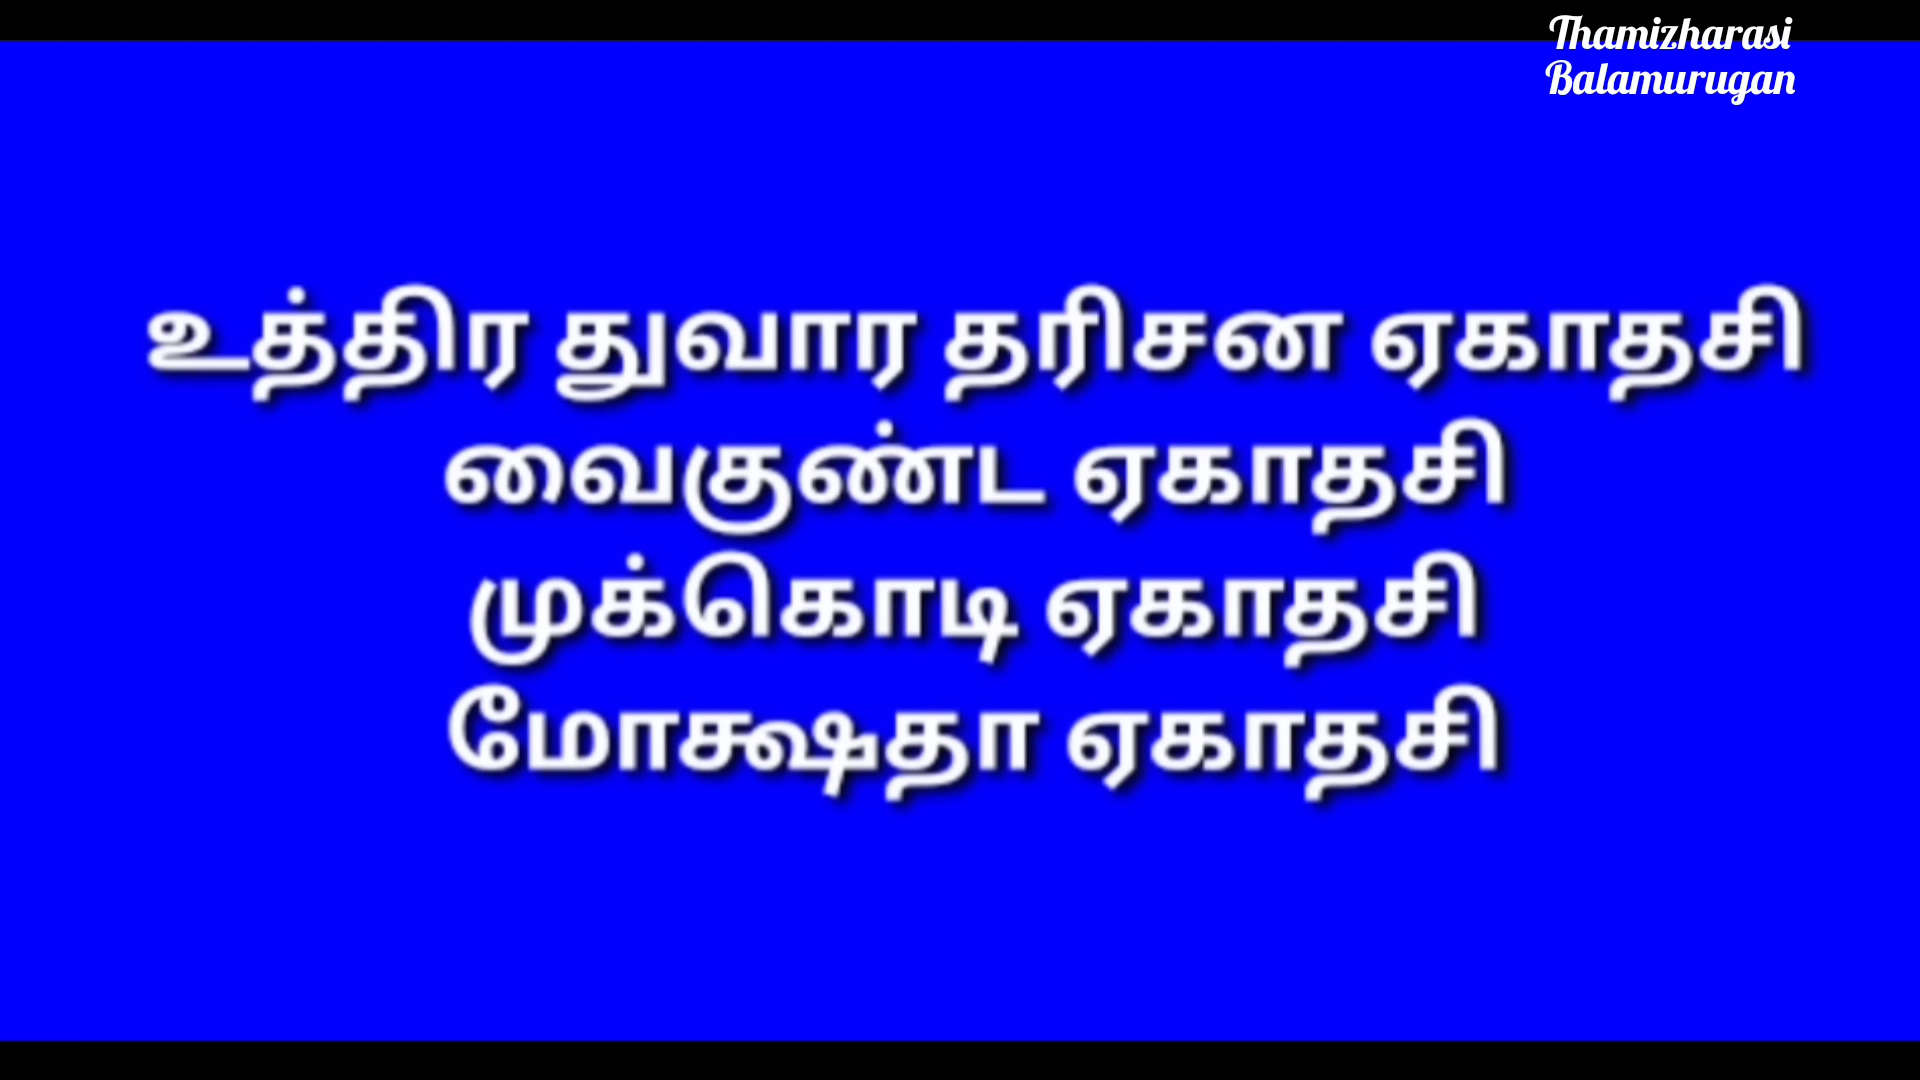 Thamizharasi
Balamurugan
உத்திர துவார தரிசன ஏகாதசி
வைகுண்ட ஏகாதசி
முக்கொடி ஏகாதசி
மோக்ஷதா ஏகாதசி